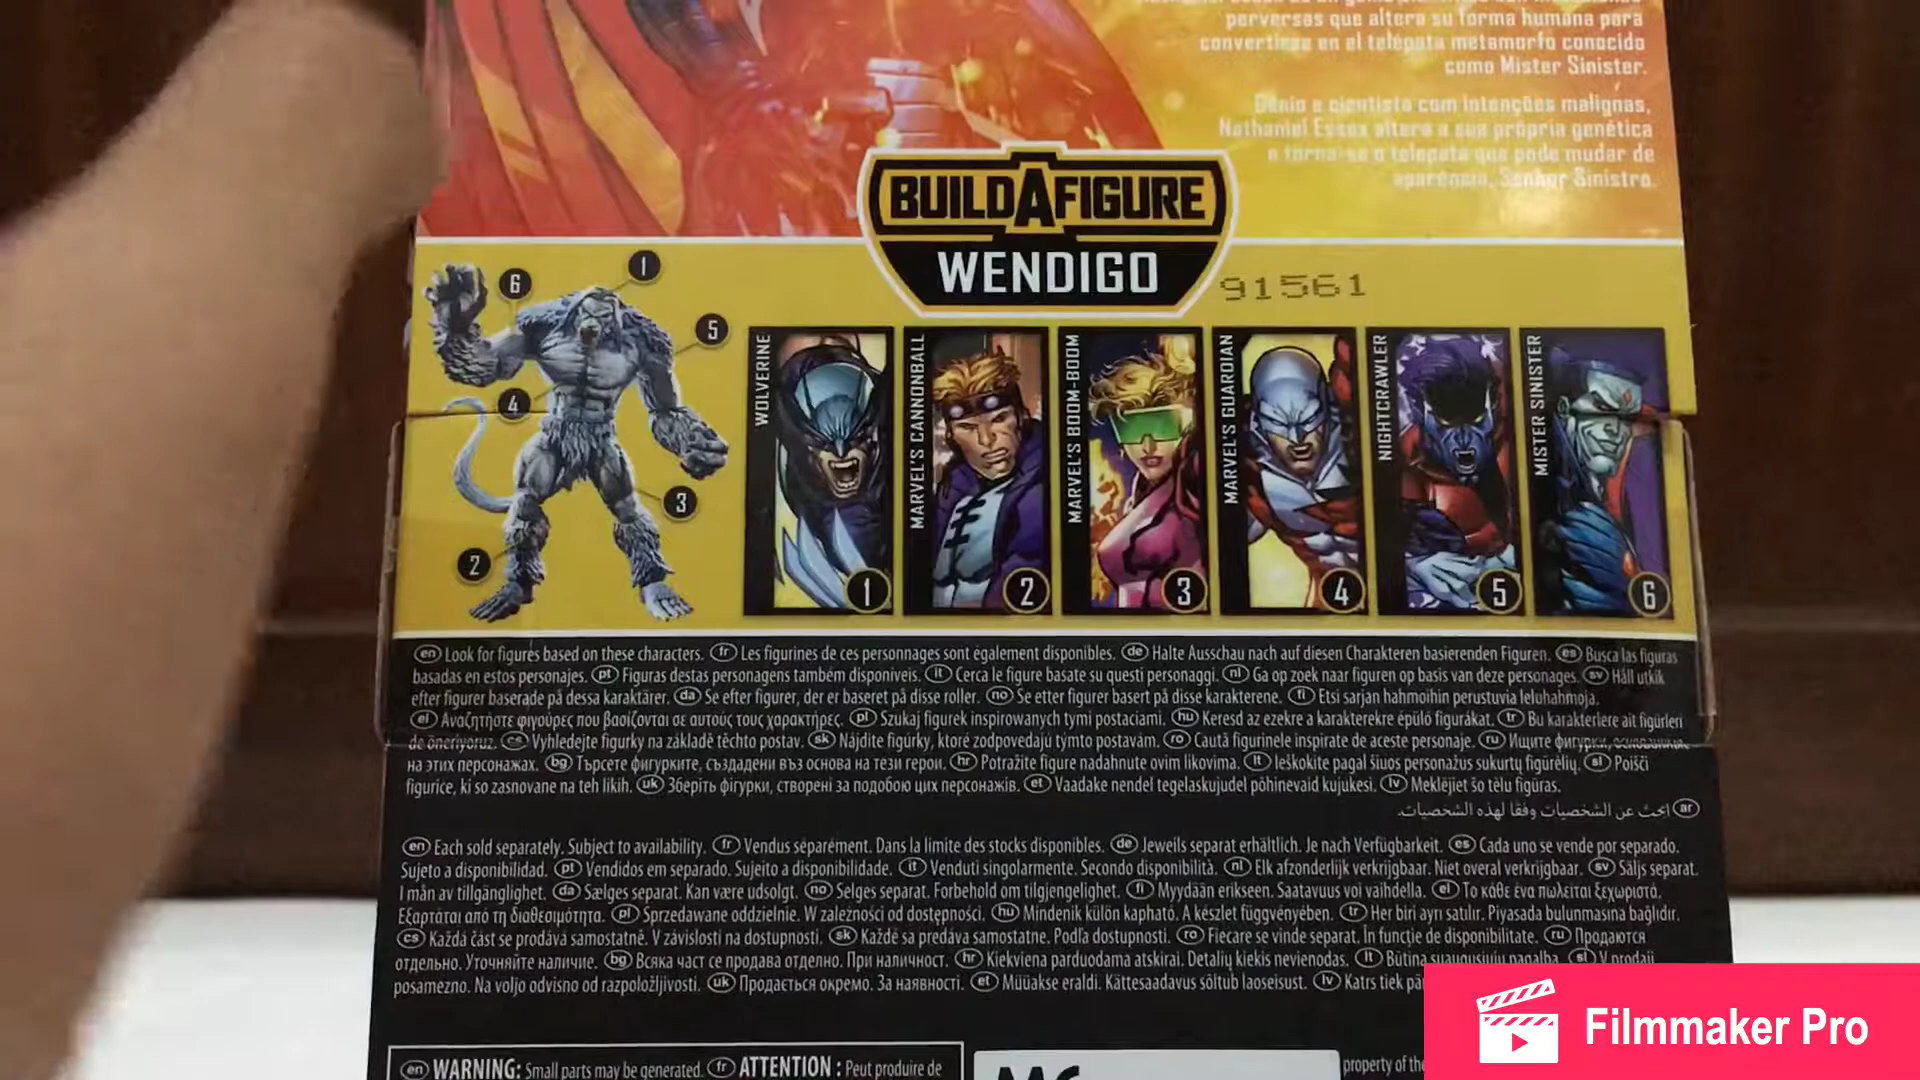 perversas que altera su forma humana para
convertirse en el telépata metamorfo conocido
como Mister Sinister.
Gênio e cientista com intenções malignas,
Nathaniel Essex altera a sua própria genética
e torna-se o telepata que pode mudar de
aparência, Senhor Sinistro.
BUILD A FIGURE
WENDIGO
91561
1
6
5
4
3
2
WOLVERINE
1
MARVEL'S CANNONBALL
2
MARVEL'S BOOM-BOOM
3
MARVEL'S GUARDIAN
4
NIGHTCRAWLER
5
MISTER SINISTER
6
en Look for figures based on these characters. fr Les figurines de ces personnages sont également disponibles. de Halte Ausschau nach auf diesen Charakteren basierenden Figuren. es Busca las figuras
basadas en estos personajes. pt Figuras destas personagens também disponíveis. it Cerca le figure basate su questi personaggi. nl Ga op zoek naar figuren op basis van deze personages. sv Håll utkik
efter figurer baserade på dessa karaktärer. da Se efter figurer, der er baseret på disse roller. no Se etter figurer basert på disse karakterene. fi Etsi sarjan hahmoihin perustuvia leluhahmoja.
el Αναζητήστε φιγούρες που βασίζονται σε αυτούς τους χαρακτήρες. pl Szukaj figurek inspirowanych tymi postaciami. hu Keresd az ezekre a karakterekre épülő figurákat. tr Bu karakterlere ait figürleri
de öneriyoruz. cs Vyhledejte figurky na základě těchto postav. sk Nájdite figúrky, ktoré zodpovedajú týmto postavám. ro Caută figurinele inspirate de aceste personaje. ru Ищите фигурки, основанные
на этих персонажах. bg Търсете фигурките, създадени въз основа на тези герои. hr Potražite figure nadahnute ovim likovima. lt Ieškokite pagal šiuos personažus sukurtų figūrėlių. sl Poišči
figurice, ki so zasnovane na teh likih. uk Зберіть фігурки, створені за подобою цих персонажів. et Vaadake nendel tegelaskujudel põhinevaid kujukesi. lv Meklējiet šo tēlu figūras.
ar ابحث عن الشخصيات وفقًا لهذه الشخصيات.
en Each sold separately. Subject to availability. fr Vendus séparément. Dans la limite des stocks disponibles. de Jeweils separat erhältlich. Je nach Verfügbarkeit. es Cada uno se vende por separado.
Sujeto a disponibilidad. pt Vendidos em separado. Sujeito a disponibilidade. it Venduti singolarmente. Secondo disponibilità. nl Elk afzonderlijk verkrijgbaar. Niet overal verkrijgbaar. sv Säljs separat.
I mån av tillgänglighet. da Sælges separat. Kan være udsolgt. no Selges separat. Forbehold om tilgjengelighet. fi Myydään erikseen. Saatavuus voi vaihdella. el Το κάθε ένα πωλείται ξεχωριστά.
Εξαρτάται από τη διαθεσιμότητα. pl Sprzedawane oddzielnie. W zależności od dostępności. hu Mindenik külön kapható. A készlet függvényében. tr Her biri ayrı satılır. Piyasada bulunmasına bağlıdır.
cs Každá část se prodává samostatně. V závislosti na dostupnosti. sk Každé sa predáva samostatne. Podľa dostupnosti. ro Fiecare se vinde separat. În funcție de disponibilitate. ru Продаются
отдельно. Уточняйте наличие. bg Всяка част се продава отделно. При наличност. hr Kiekviena parduodama atskirai. Detalių kiekis nevienodas. lt Būtina suaugusiųjų pagalba. sl V prodaji
posamezno. Na voljo odvisno od razpoložljivosti. uk Продається окремо. За наявності. et Müüakse eraldi. Kättesaadavus sõltub laoseisust. lv Katrs tiek
en WARNING: Small parts may be generated. fr ATTENTION : Peut produire de
property of the
Filmmaker Pro